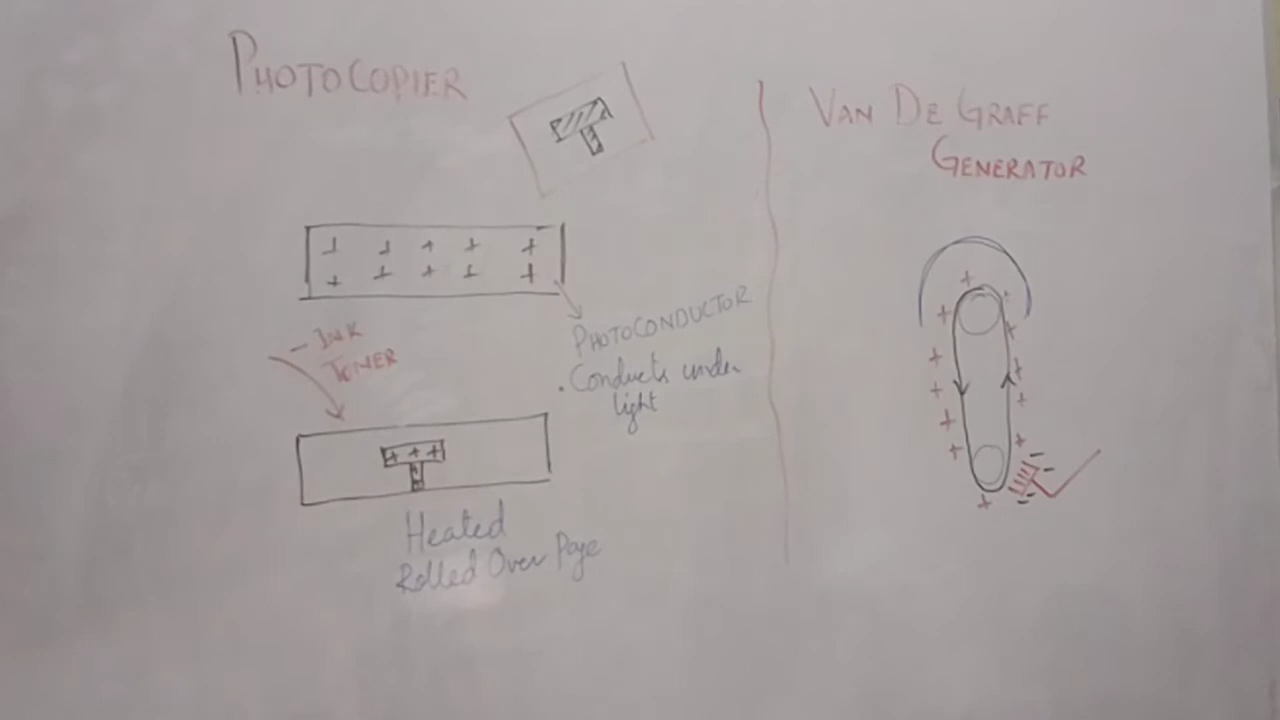 PHOTOCOPIER
+ + + + +
+ + + + +
PHOTOCONDUCTOR
. Conducts under
light
- INK
TONER
+ + +
+
Heated
Rolled Over Page
VAN DE GRAFF
GENERATOR